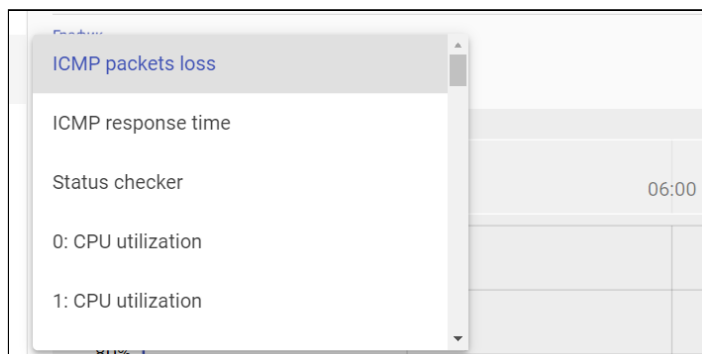 ICMP packets loss
ICMP response time
Status checker
06:00
0: CPU utilization
1: CPU utilization